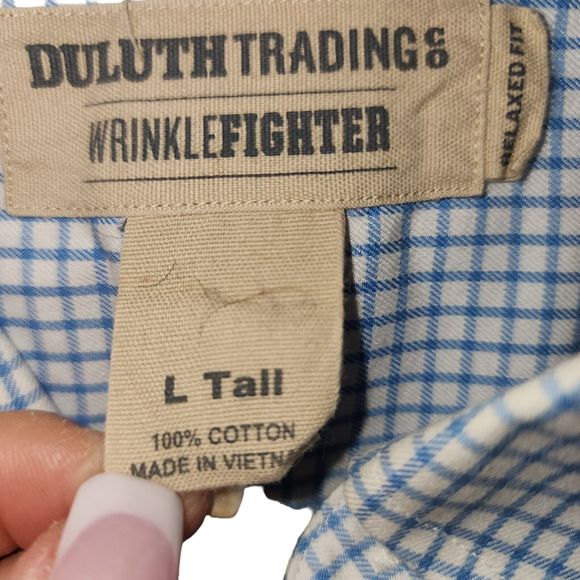 DULUTH TRADING CO
WRINKLEFIGHTER
RELAXED FIT
L Tall
100% COTTON
MADE IN VIETNA